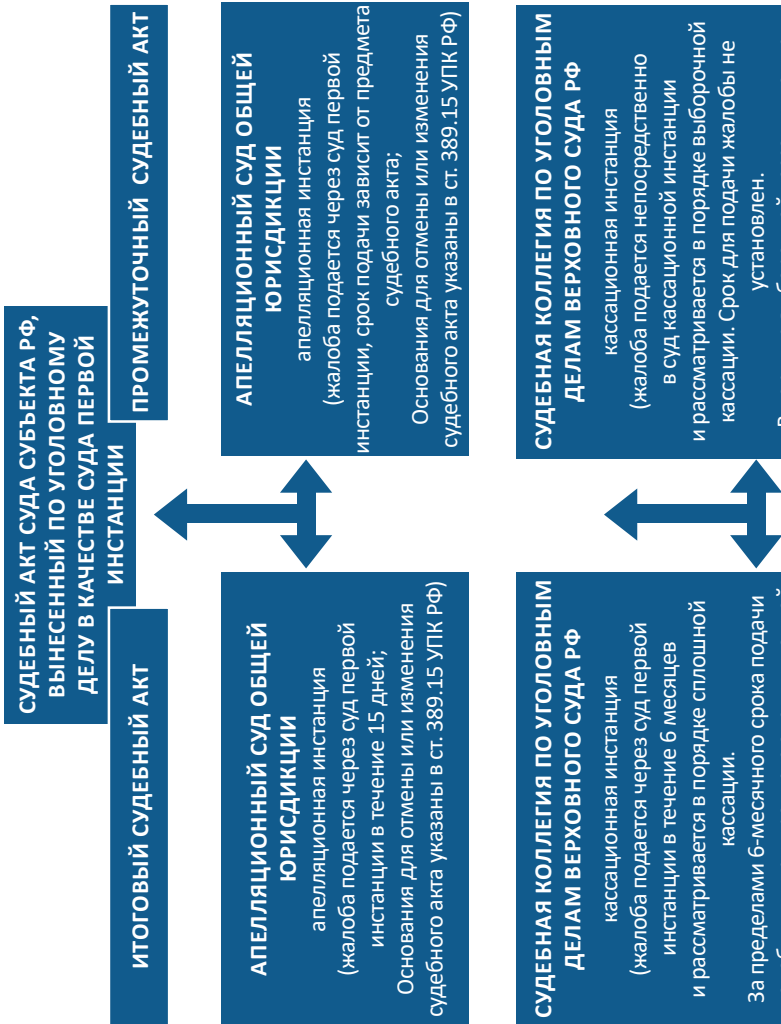 СУДЕБНЫЙ АКТ СУДА СУБЪЕКТА РФ,
ВЫНЕСЕННЫЙ ПО УГОЛОВНОМУ
ДЕЛУ В КАЧЕСТВЕ СУДА ПЕРВОЙ
ИНСТАНЦИИ
ИТОГОВЫЙ СУДЕБНЫЙ АКТ
ПРОМЕЖУТОЧНЫЙ СУДЕБНЫЙ АКТ
АПЕЛЛЯЦИОННЫЙ СУД ОБЩЕЙ
ЮРИСДИКЦИИ
апелляционная инстанция
(жалоба подается через суд первой
инстанции в течение 15 дней;
Основания для отмены или изменения
судебного акта указаны в ст. 389.15 УПК РФ)
АПЕЛЛЯЦИОННЫЙ СУД ОБЩЕЙ
ЮРИСДИКЦИИ
апелляционная инстанция
(жалоба подается через суд первой
инстанции, срок подачи зависит от предмета
судебного акта;
Основания для отмены или изменения
судебного акта указаны в ст. 389.15 УПК РФ)
СУДЕБНАЯ КОЛЛЕГИЯ ПО УГОЛОВНЫМ
ДЕЛАМ ВЕРХОВНОГО СУДА РФ
кассационная инстанция
(жалоба подается через суд первой
инстанции в течение 6 месяцев
и рассматривается в порядке сплошной
кассации.
За пределами 6-месячного срока подачи
СУДЕБНАЯ КОЛЛЕГИЯ ПО УГОЛОВНЫМ
ДЕЛАМ ВЕРХОВНОГО СУДА РФ
кассационная инстанция
(жалоба подается непосредственно
в суд кассационной инстанции
и рассматривается в порядке выборочной
кассации. Срок для подачи жалобы не
установлен.